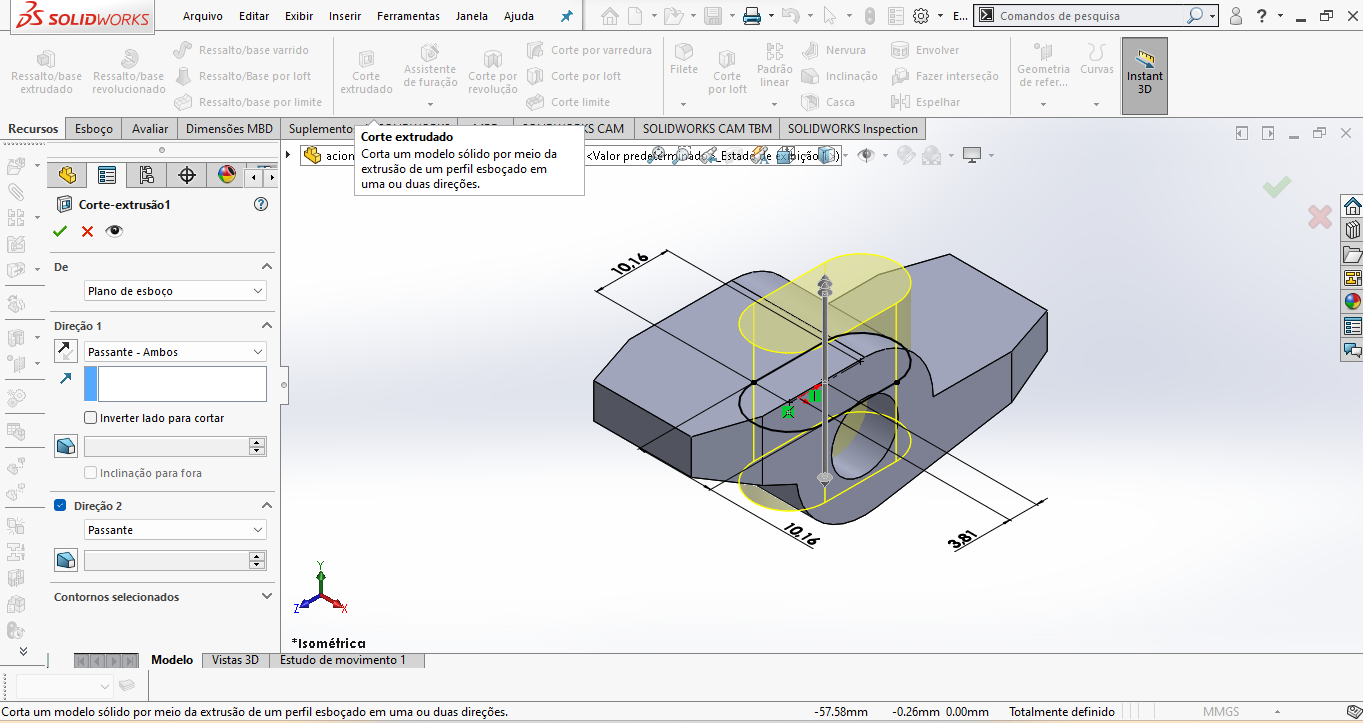 SOLIDWORKS
Arquivo Editar Exibir Inserir Ferramentas Janela Ajuda
E...
Comandos de pesquisa
?
Ressalto/base extrudado
Ressalto/base revolucionado
Ressalto/base varrido
Ressalto/Base por loft
Ressalto/base por limite
Corte extrudado
Assistente de furação
Corte por revolução
Corte por varredura
Corte por loft
Corte limite
Filete
Corte por loft
Padrão linear
Nervura
Inclinação
Casca
Envolver
Fazer interseção
Espelhar
Geometria de refer...
Curvas
Instant 3D
Recursos Esboço Avaliar Dimensões MBD Suplemento SOLIDWORKS MBD SOLIDWORKS CAM SOLIDWORKS CAM TBM SOLIDWORKS Inspection
Corte extrudado
Corta um modelo sólido por meio da
extrusão de um perfil esboçado em
uma ou duas direções.
acion
<Valor predeterminado_Estado de exibição
Corte-extrusão1
?
De
Plano de esboço
Direção 1
Passante - Ambos
Inverter lado para cortar
Inclinação para fora
Direção 2
Passante
Contornos selecionados
10,16
10,16
3,81
Y
Z
X
*Isométrica
Modelo Vistas 3D Estudo de movimento 1
Corta um modelo sólido por meio da extrusão de um perfil esboçado em uma ou duas direções.
-57.58mm -0.26mm 0.00mm Totalmente definido MMGS